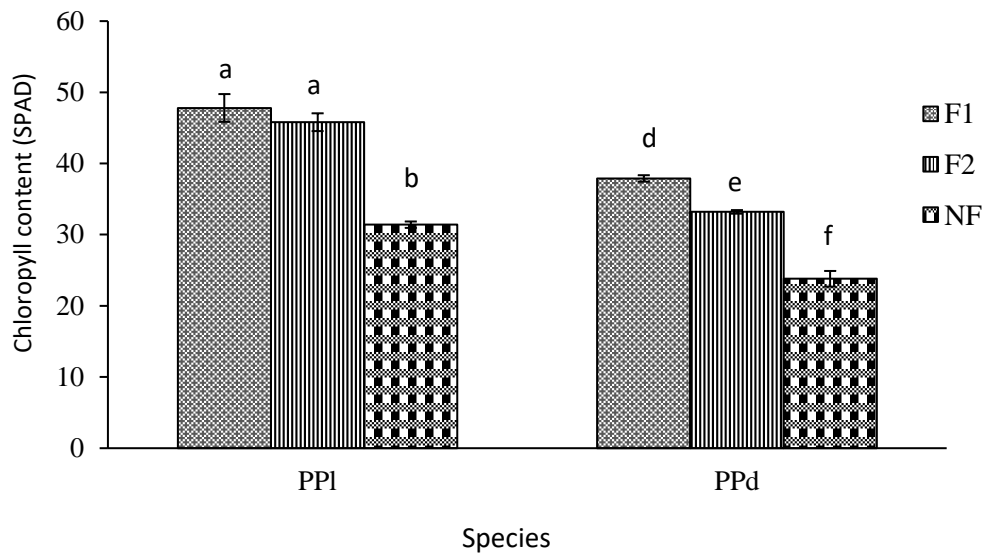 60
50
40
30
20
10
0
Chloropyll content (SPAD)
a
a
b
d
e
f
F1
F2
NF
PPl
PPd
Species